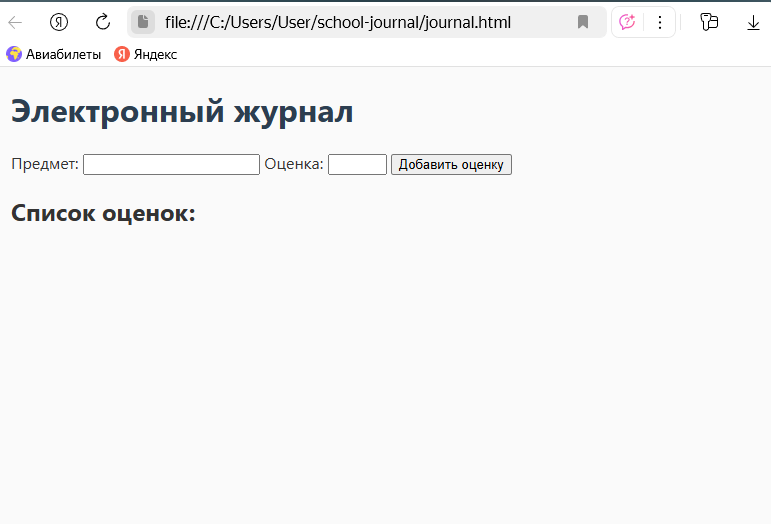 file:///C:/Users/User/school-journal/journal.html
Авиабилеты Яндекс
Электронный журнал
Предмет: Оценка: Добавить оценку
Список оценок: